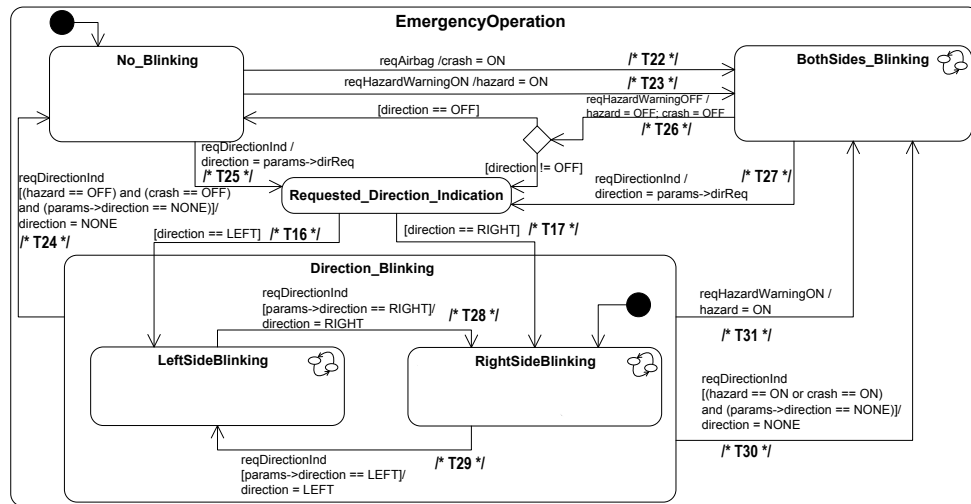 EmergencyOperation
No_Blinking
BothSides_Blinking
reqAirbag /crash = ON
/* T22 */
reqHazardWarningON /hazard = ON
/* T23 */
[direction == OFF]
reqHazardWarningOFF /
hazard = OFF; crash = OFF
/* T26 */
reqDirectionInd /
direction = params->dirReq
/* T25 */
[direction != OFF]
reqDirectionInd /
direction = params->dirReq
/* T27 */
reqDirectionInd
[(hazard == OFF) and (crash == OFF)
and (params->direction == NONE)]/
direction = NONE
/* T24 */
Requested_Direction_Indication
[direction == LEFT]
/* T16 */
[direction == RIGHT]
/* T17 */
Direction_Blinking
reqDirectionInd
[params->direction == RIGHT]/
direction = RIGHT
/* T28 */
reqHazardWarningON /
hazard = ON
/* T31 */
LeftSideBlinking
RightSideBlinking
reqDirectionInd
[(hazard == ON or crash == ON)
and (params->direction == NONE)]/
direction = NONE
/* T30 */
reqDirectionInd
[params->direction == LEFT]/
direction = LEFT
/* T29 */